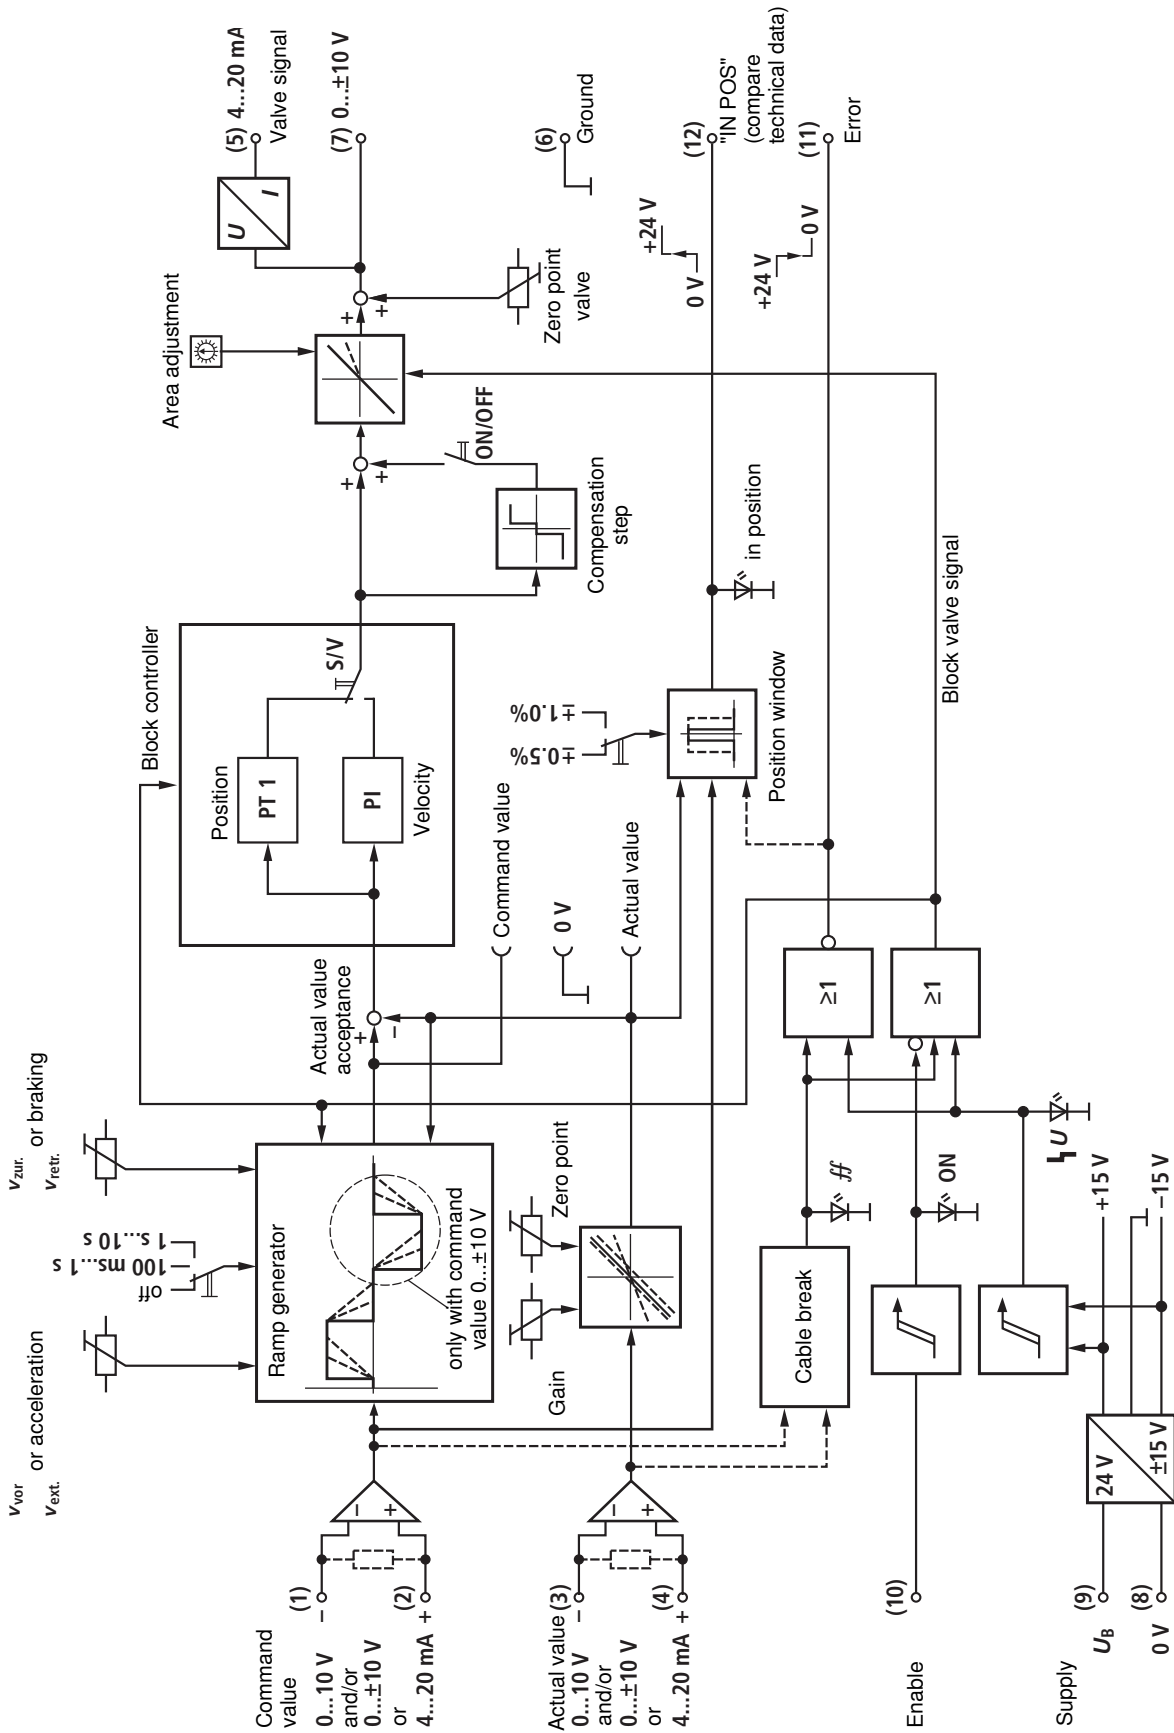 v vor
v ext.
or acceleration
off
100 ms...1 s
1 s...10 s
v zur.
v retr.
or braking
Command
value
0...10 V
and/or
0...±10 V
or
4...20 mA
(1)
−
(2)
+
−
+
Ramp generator
only with command
value 0...±10 V
Actual value
acceptance
+
−
Block controller
Position
PT 1
PI
Velocity
S/V
+
+
Compensation
step
ON/OFF
Area adjustment
+
+
Zero point
valve
U
I
(5) 4...20 mA
Valve signal
(7) 0...±10 V
(6)
Ground
Command value
0 V
Actual value
Actual value
0...10 V
and/or
0...±10 V
or
4...20 mA
(3)
−
(4)
+
−
+
Gain
Zero point
±0.5%
±1.0%
Position window
in position
0 V
+24 V
(12)
"IN POS"
(compare
technical data)
+24 V
0 V
(11)
Error
Cable break
ff
≥1
≥1
Block valve signal
Enable
(10)
ON
U
Supply
U B
(9)
0 V
(8)
24 V
±15 V
+15 V
−15 V